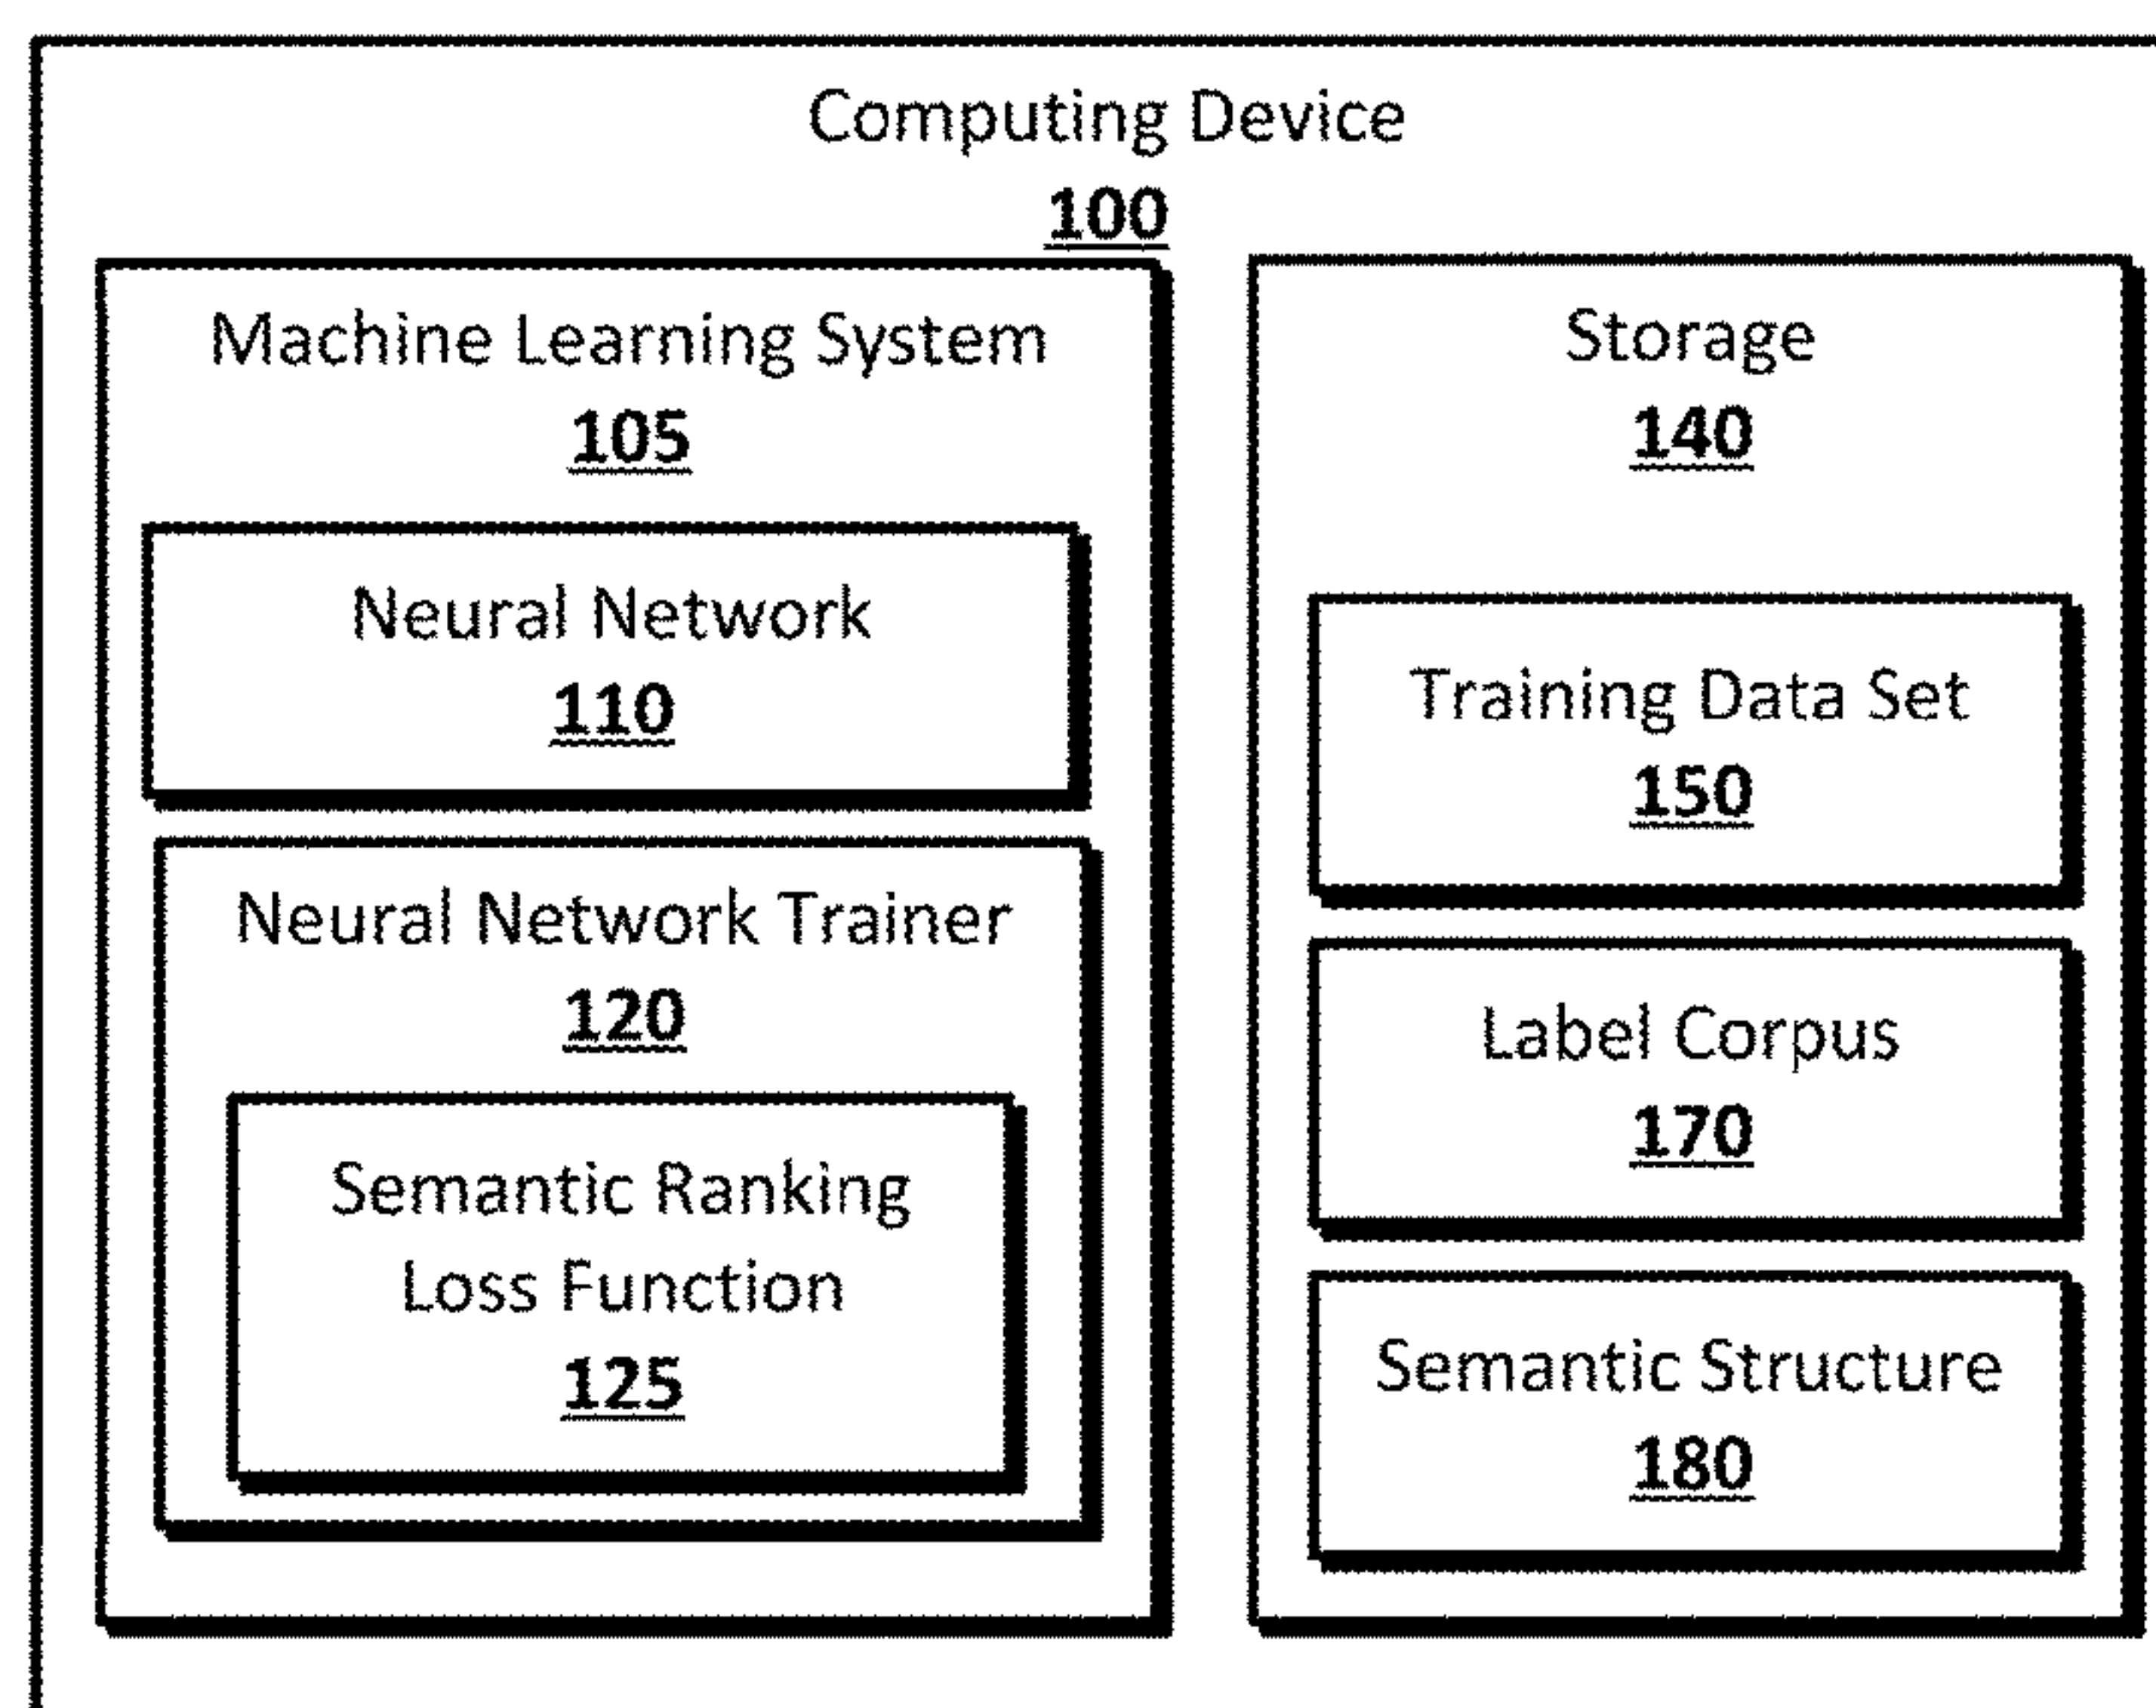 Computing Device
100
Machine Learning System
105
Neural Network
110
Neural Network Trainer
120
Semantic Ranking
Loss Function
125
Storage
140
Training Data Set
150
Label Corpus
170
Semantic Structure
180